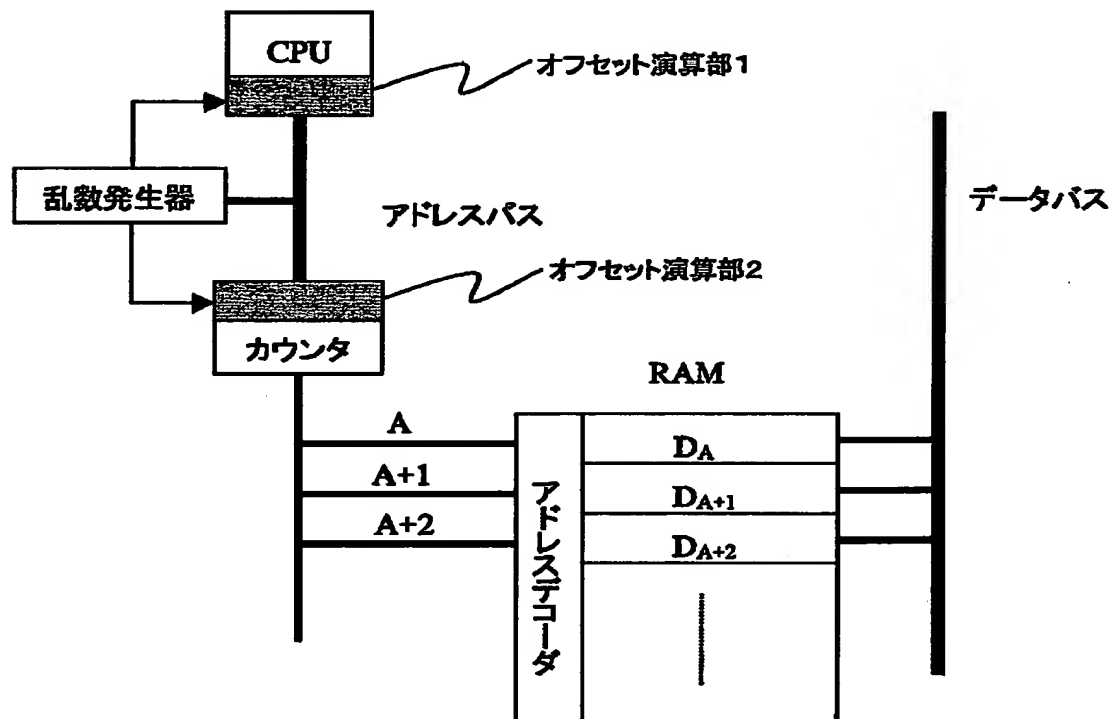 CPU
オフセット演算部1
乱数発生器
アドレスバス
データバス
オフセット演算部2
カウンタ
RAM
A
DA
A+1
DA+1
A+2
DA+2
アドレスデコーダ